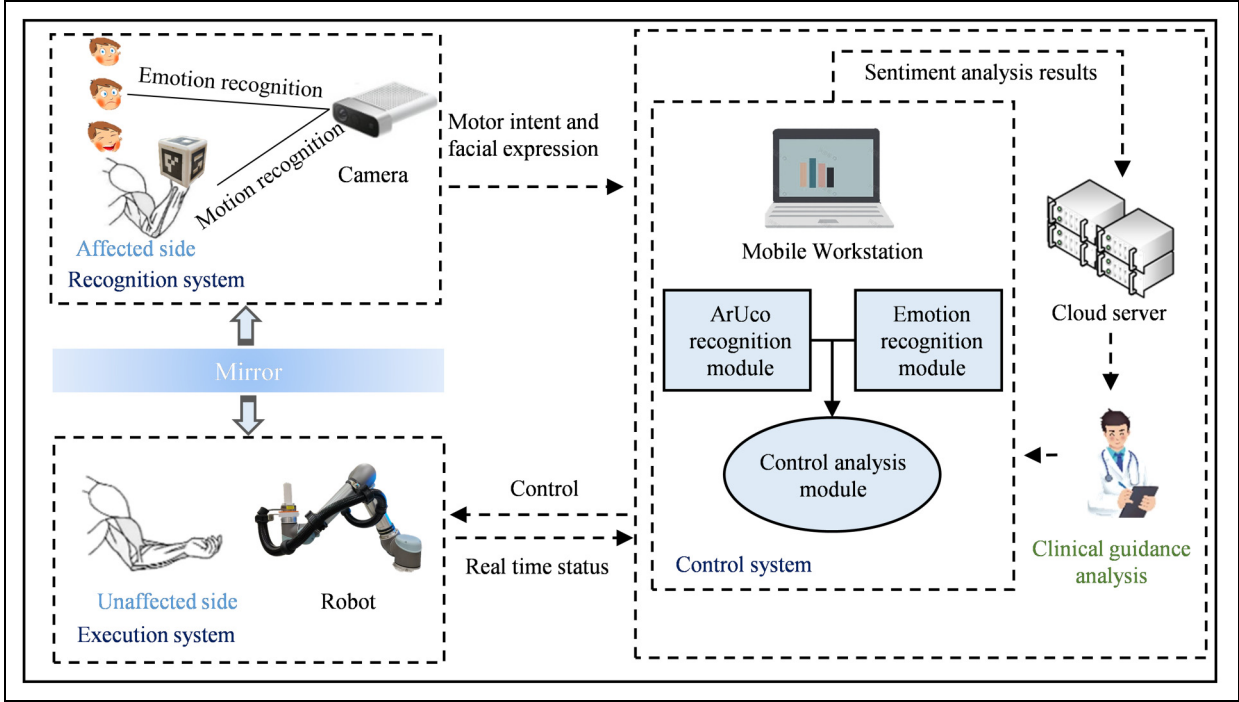 Emotion recognition
Motion recognition
Camera
Affected side
Recognition system
Motor intent and
facial expression
Mirror
Unaffected side
Robot
Execution system
Control
Real time status
Sentiment analysis results
Mobile Workstation
ArUco
recognition
module
Emotion
recognition
module
Control analysis
module
Control system
Cloud server
Clinical guidance
analysis